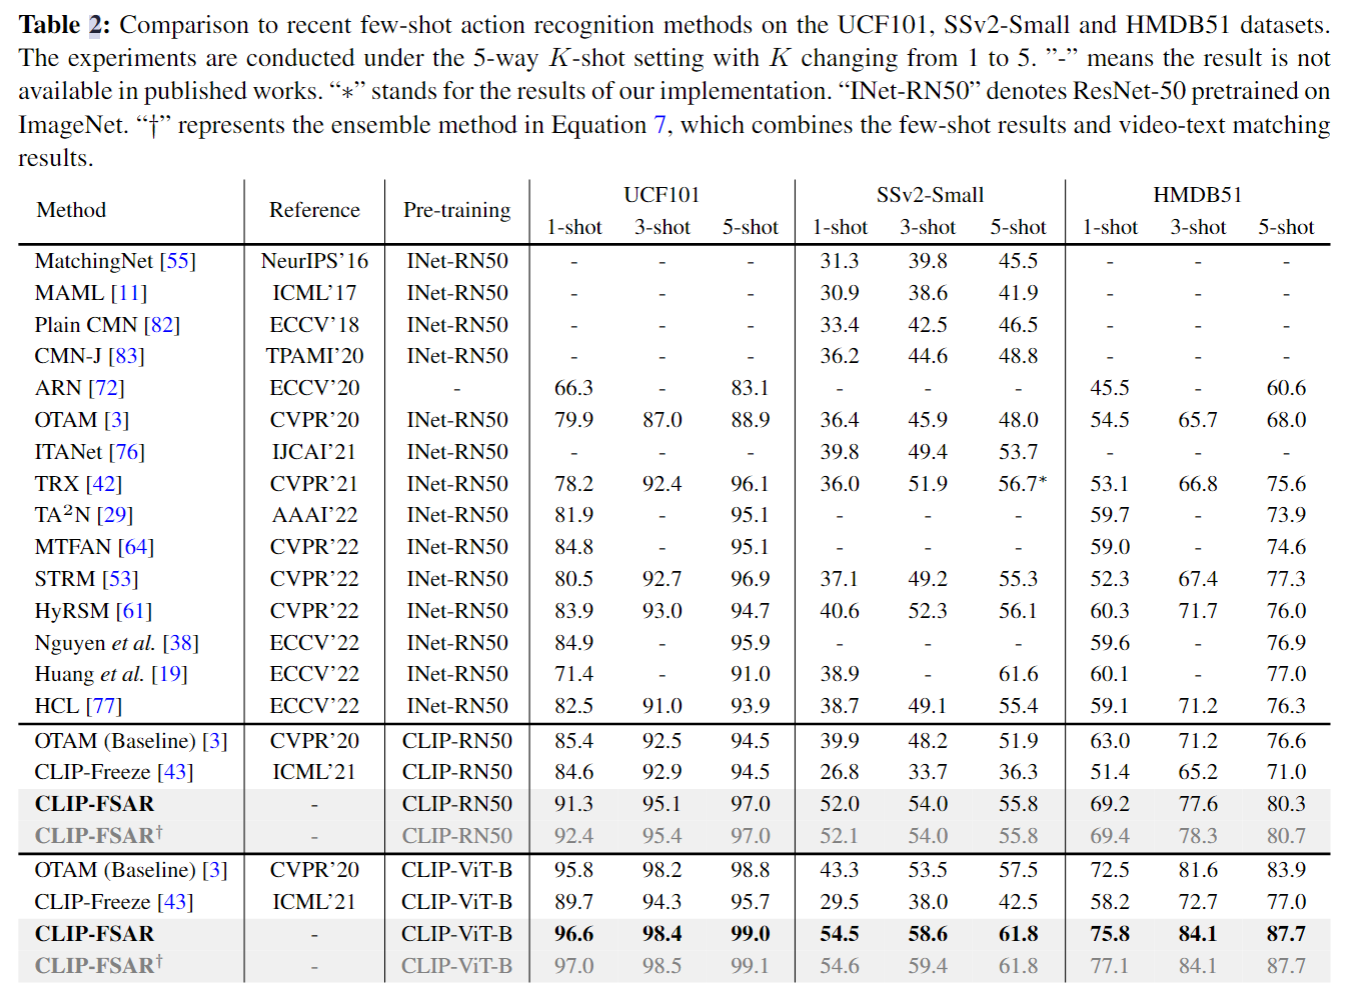 Table 2: Comparison to recent few-shot action recognition methods on the UCF101, SSv2-Small and HMDB51 datasets.
The experiments are conducted under the 5-way K-shot setting with K changing from 1 to 5. ”-” means the result is not
available in published works. “∗” stands for the results of our implementation. “INet-RN50” denotes ResNet-50 pretrained on
ImageNet. “†” represents the ensemble method in Equation 7, which combines the few-shot results and video-text matching
results.
Method Reference Pre-training UCF101 SSv2-Small HMDB51
1-shot 3-shot 5-shot 1-shot 3-shot 5-shot 1-shot 3-shot 5-shot
MatchingNet [55] NeurIPS’16 INet-RN50 - - - 31.3 39.8 45.5 - - -
MAML [11] ICML’17 INet-RN50 - - - 30.9 38.6 41.9 - - -
Plain CMN [82] ECCV’18 INet-RN50 - - - 33.4 42.5 46.5 - - -
CMN-J [83] TPAMI’20 INet-RN50 - - - 36.2 44.6 48.8 - - -
ARN [72] ECCV’20 - 66.3 - 83.1 - - - 45.5 - 60.6
OTAM [3] CVPR’20 INet-RN50 79.9 87.0 88.9 36.4 45.9 48.0 54.5 65.7 68.0
ITANet [76] IJCAI’21 INet-RN50 - - - 39.8 49.4 53.7 - - -
TRX [42] CVPR’21 INet-RN50 78.2 92.4 96.1 36.0 51.9 56.7∗ 53.1 66.8 75.6
TA²N [29] AAAI’22 INet-RN50 81.9 - 95.1 - - - 59.7 - 73.9
MTFAN [64] CVPR’22 INet-RN50 84.8 - 95.1 - - - 59.0 - 74.6
STRM [53] CVPR’22 INet-RN50 80.5 92.7 96.9 37.1 49.2 55.3 52.3 67.4 77.3
HyRSM [61] CVPR’22 INet-RN50 83.9 93.0 94.7 40.6 52.3 56.1 60.3 71.7 76.0
Nguyen et al. [38] ECCV’22 INet-RN50 84.9 - 95.9 - - - 59.6 - 76.9
Huang et al. [19] ECCV’22 INet-RN50 71.4 - 91.0 38.9 - 61.6 60.1 - 77.0
HCL [77] ECCV’22 INet-RN50 82.5 91.0 93.9 38.7 49.1 55.4 59.1 71.2 76.3
OTAM (Baseline) [3] CVPR’20 CLIP-RN50 85.4 92.5 94.5 39.9 48.2 51.9 63.0 71.2 76.6
CLIP-Freeze [43] ICML’21 CLIP-RN50 84.6 92.9 94.5 26.8 33.7 36.3 51.4 65.2 71.0
CLIP-FSAR - CLIP-RN50 91.3 95.1 97.0 52.0 54.0 55.8 69.2 77.6 80.3
CLIP-FSAR† - CLIP-RN50 92.4 95.4 97.0 52.1 54.0 55.8 69.4 78.3 80.7
OTAM (Baseline) [3] CVPR’20 CLIP-ViT-B 95.8 98.2 98.8 43.3 53.5 57.5 72.5 81.6 83.9
CLIP-Freeze [43] ICML’21 CLIP-ViT-B 89.7 94.3 95.7 29.5 38.0 42.5 58.2 72.7 77.0
CLIP-FSAR - CLIP-ViT-B 96.6 98.4 99.0 54.5 58.6 61.8 75.8 84.1 87.7
CLIP-FSAR† - CLIP-ViT-B 97.0 98.5 99.1 54.6 59.4 61.8 77.1 84.1 87.7